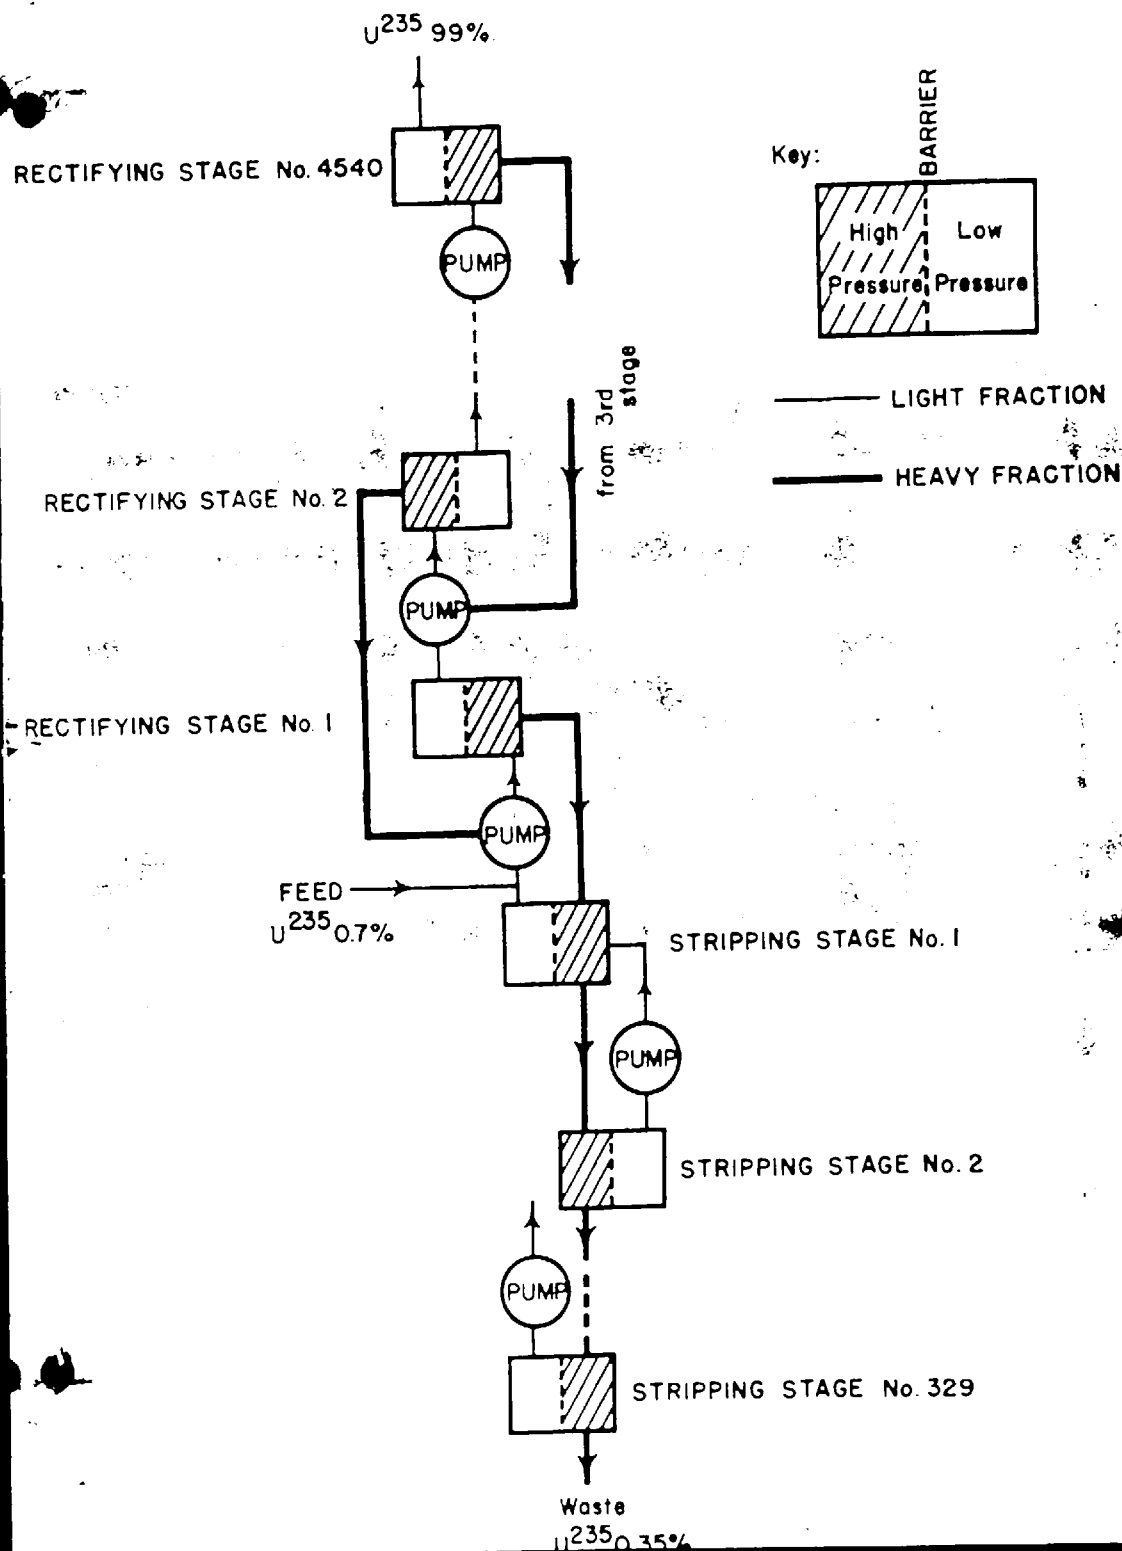 U235 99%
BARRIER
Key:
RECTIFYING STAGE No. 4540
High
Pressure
Low
Pressure
PUMP
from 3rd
stage
LIGHT FRACTION
HEAVY FRACTION
RECTIFYING STAGE No. 2
PUMP
RECTIFYING STAGE No. 1
PUMP
FEED
U235 0.7%
STRIPPING STAGE No. 1
PUMP
STRIPPING STAGE No. 2
PUMP
STRIPPING STAGE No. 329
Waste
U235 0.35%